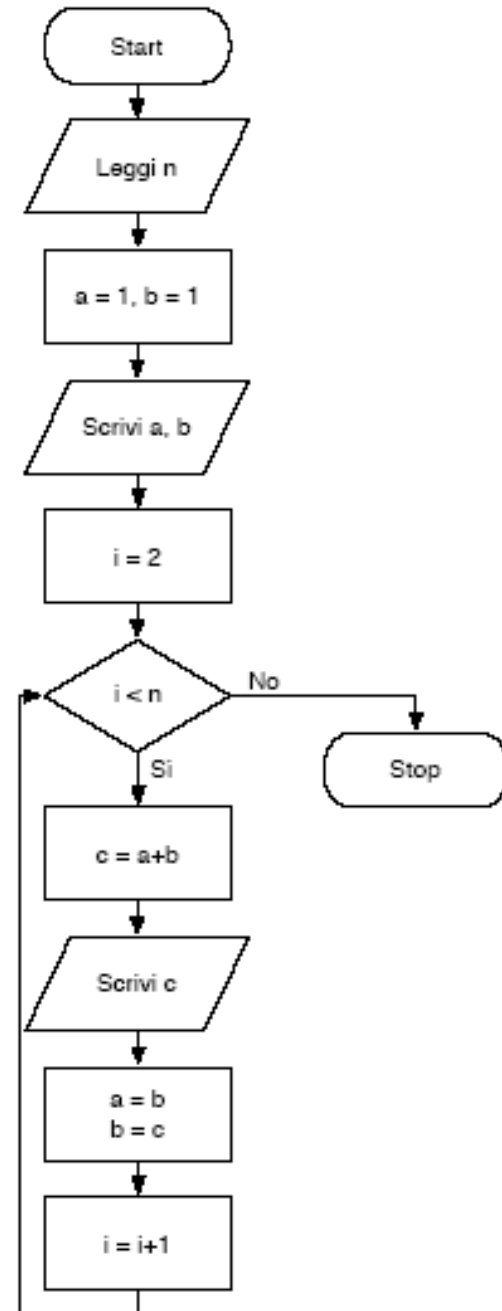 Start
Leggi n
a = 1, b = 1
Scrivi a, b
i = 2
i < n
No
Si
Stop
c = a+b
Scrivi c
a = b
b = c
i = i+1